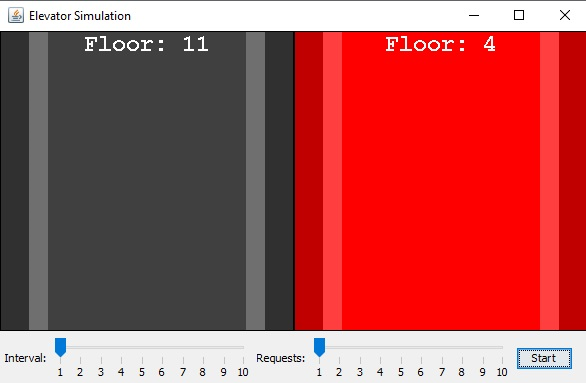 Elevator Simulation
Floor: 11
Floor: 4
Interval:
1 2 3 4 5 6 7 8 9 10
Requests:
1 2 3 4 5 6 7 8 9 10
Start